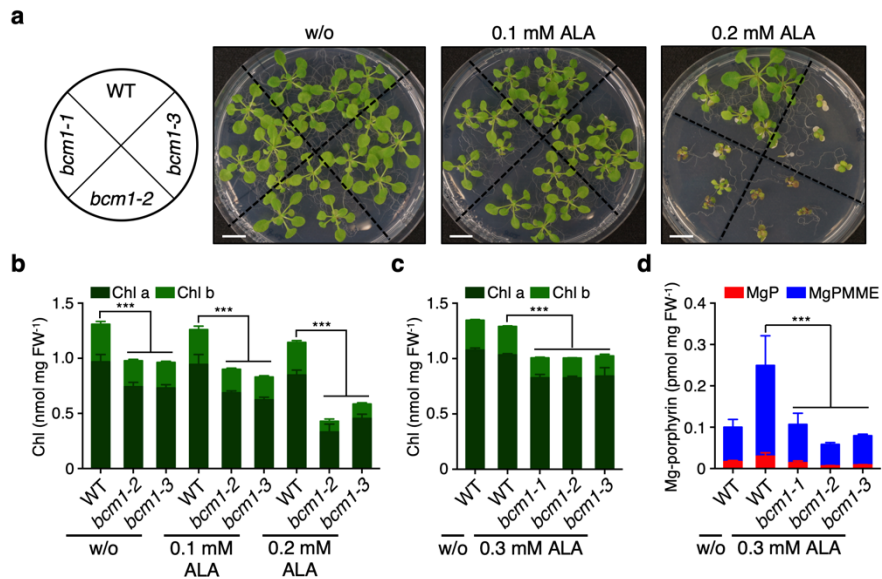 a
w/o
0.1 mM ALA
0.2 mM ALA
WT
bcm1-1
bcm1-3
bcm1-2
b
Chl a
Chl b
***
***
***
Chl (nmol mg FW⁻¹)
1.5
1.0
0.5
0
WT
bcm1-2
bcm1-3
WT
bcm1-2
bcm1-3
WT
bcm1-2
bcm1-3
w/o
0.1 mM
ALA
0.2 mM
ALA
c
Chl a
Chl b
***
Chl (nmol mg FW⁻¹)
1.5
1.0
0.5
0
WT
WT
bcm1-1
bcm1-2
bcm1-3
w/o
0.3 mM ALA
d
MgP
MgPMME
***
Mg-porphyrin (pmol mg FW⁻¹)
0.4
0.3
0.2
0.1
0
WT
WT
bcm1-1
bcm1-2
bcm1-3
w/o
0.3 mM ALA